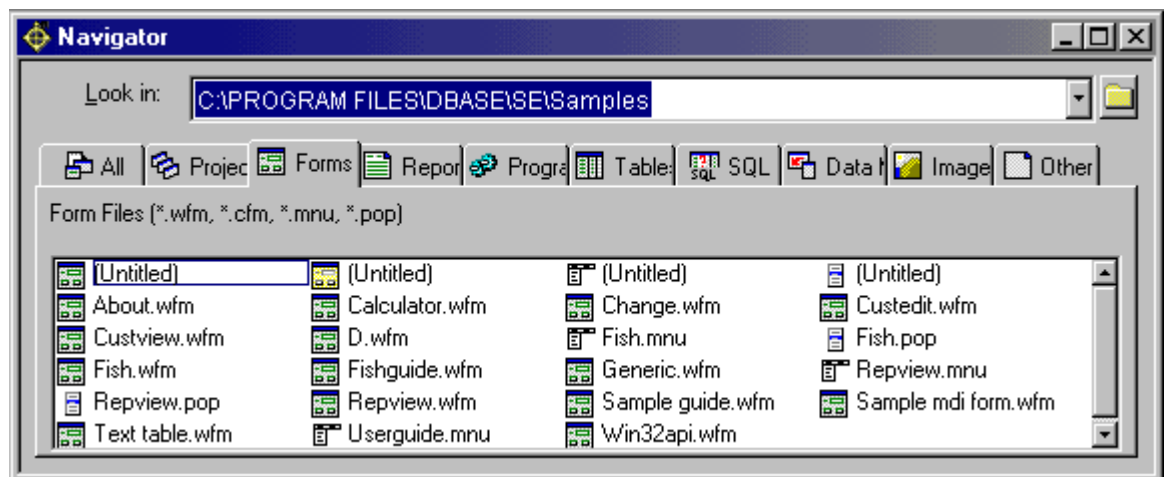 Navigator
Look in: C:\PROGRAM FILES\DBASE\SE\Samples
All Projec Forms Repor Progra Table SQL Data Image Other
Form Files (*.wfm, *.cfm, *.mnu, *.pop)
(Untitled) (Untitled) (Untitled) (Untitled)
About.wfm Calculator.wfm Change.wfm Custedit.wfm
Custview.wfm D.wfm Fish.mnu Fish.pop
Fish.wfm Fishguide.wfm Generic.wfm Repview.mnu
Repview.pop Repview.wfm Sample guide.wfm Sample mdi form.wfm
Text table.wfm Userguide.mnu Win32api.wfm